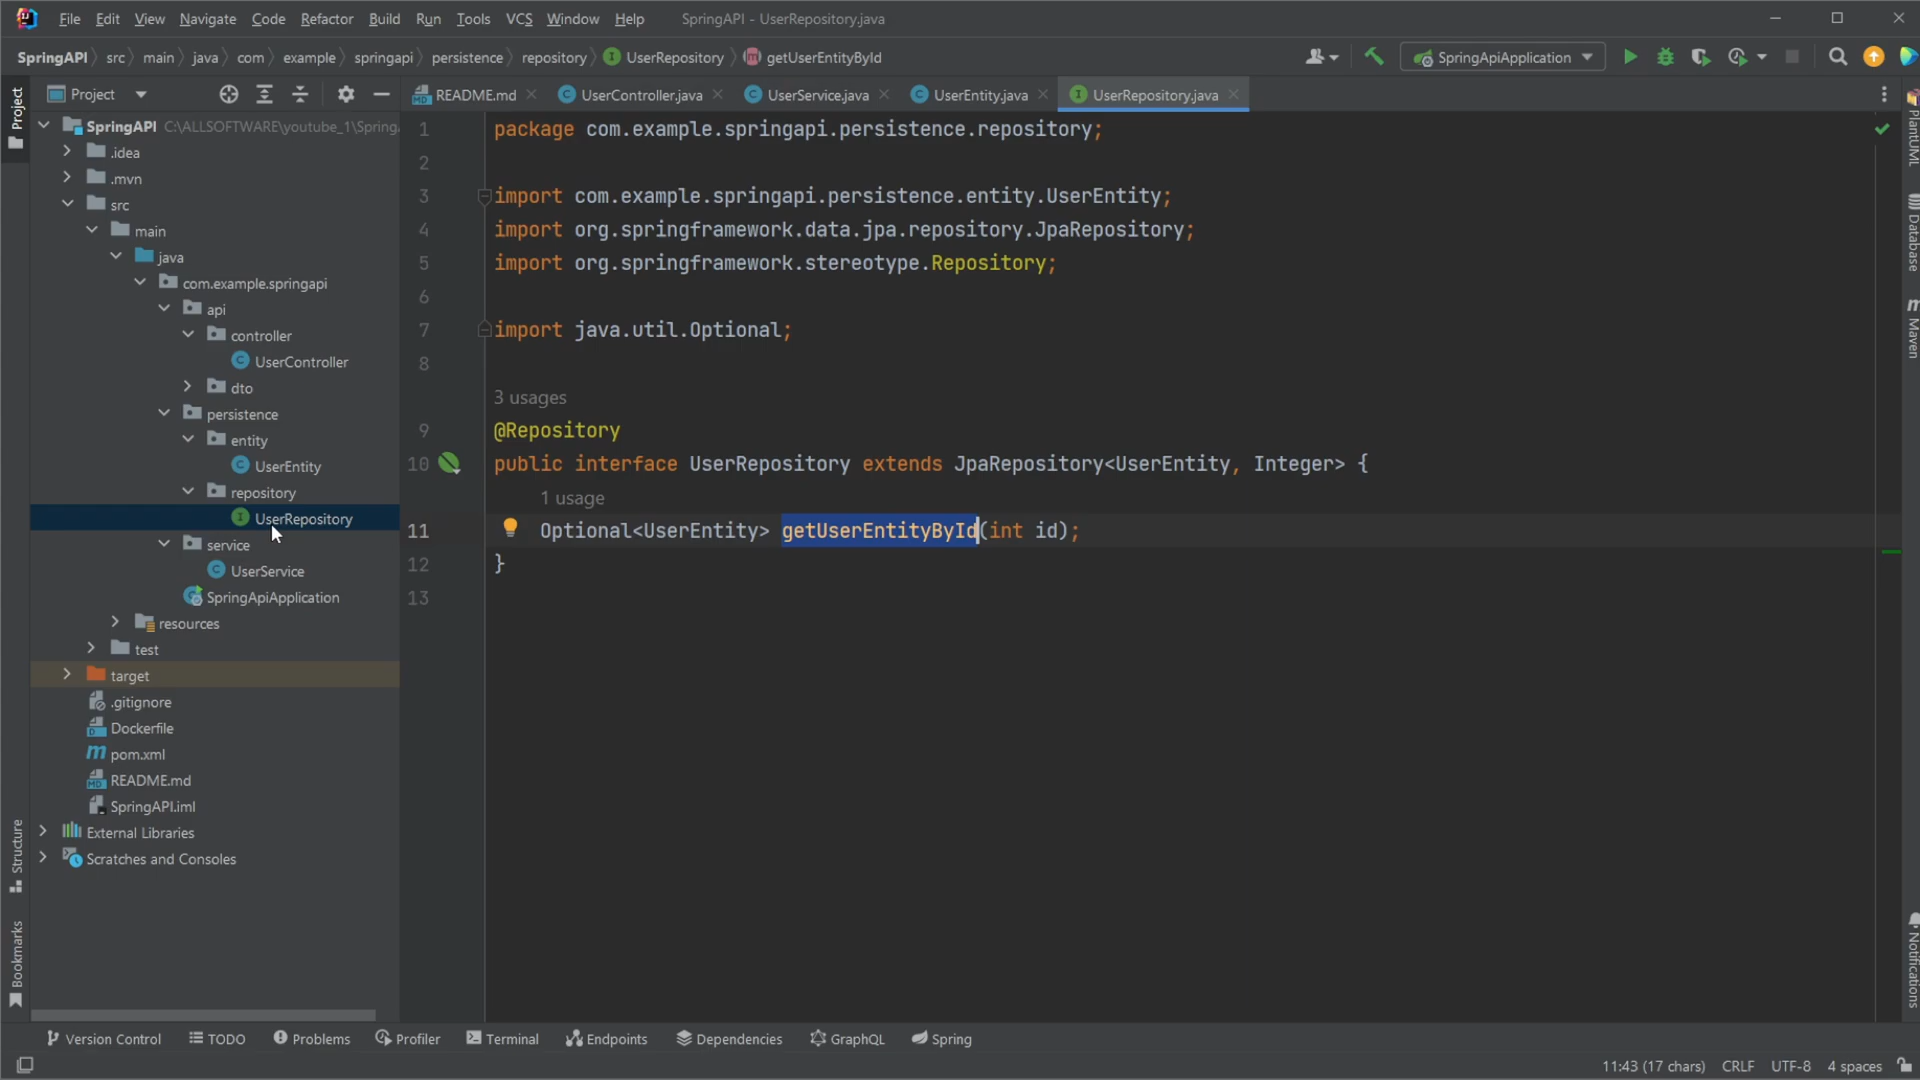 File Edit View Navigate Code Refactor Build Run Tools VCS Window Help SpringAPI - UserRepository.java
SpringAPI src main java com example springapi persistence repository UserRepository getUserEntityById SpringApiApplication
Project
README.md UserController.java UserService.java UserEntity.java UserRepository.java
SpringAPI C:\ALLSOFTWARE\youtube_1\Spring
.idea
.mvn
src
main
java
com.example.springapi
api
controller
UserController
dto
persistence
entity
UserEntity
repository
UserRepository
service
UserService
SpringApiApplication
resources
test
target
.gitignore
Dockerfile
pom.xml
README.md
SpringAPI.iml
External Libraries
Scratches and Consoles
1 package com.example.springapi.persistence.repository;
2
3 import com.example.springapi.persistence.entity.UserEntity;
4 import org.springframework.data.jpa.repository.JpaRepository;
5 import org.springframework.stereotype.Repository;
6
7 import java.util.Optional;
8
3 usages
9 @Repository
10 public interface UserRepository extends JpaRepository<UserEntity, Integer> {
1 usage
11 Optional<UserEntity> getUserEntityById(int id);
12 }
13
Project
Structure
Bookmarks
PlantUML
Database
Maven
Notifications
Version Control TODO Problems Profiler Terminal Endpoints Dependencies GraphQL Spring
11:43 (17 chars) CRLF UTF-8 4 spaces